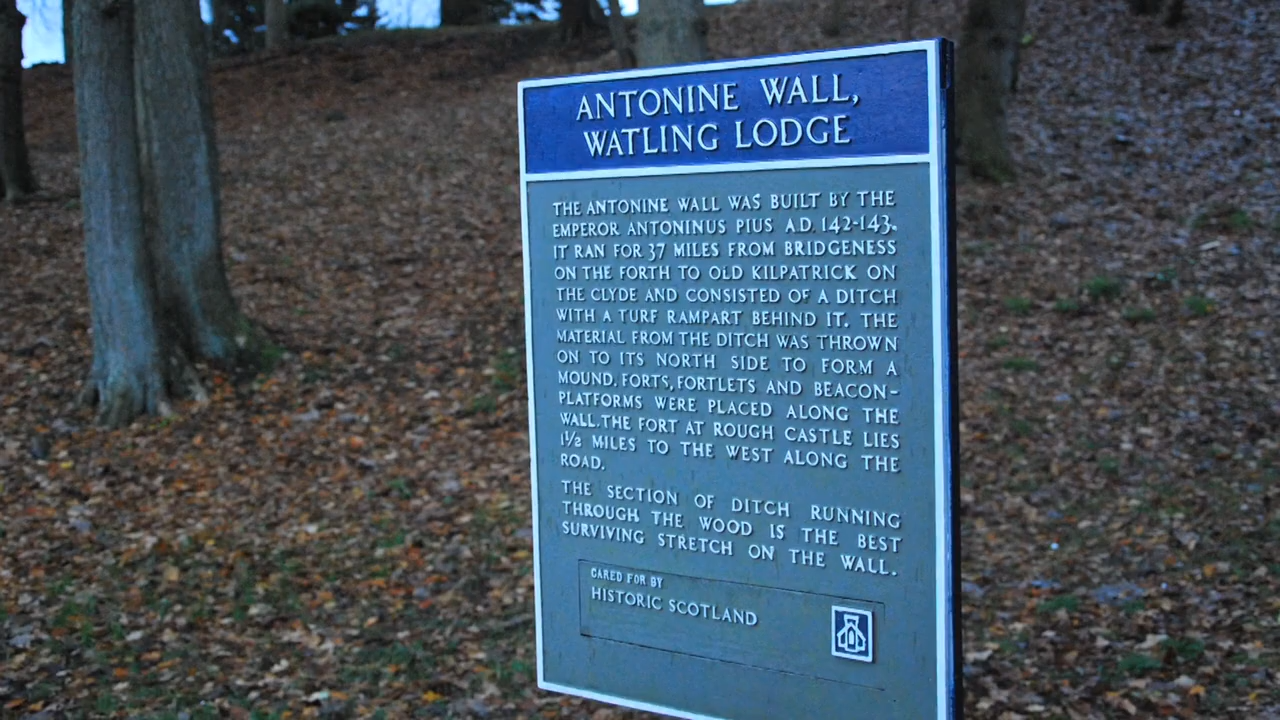 ANTONINE WALL,
WATLING LODGE
THE ANTONINE WALL WAS BUILT BY THE
EMPEROR ANTONINUS PIUS A.D. 142-143.
IT RAN FOR 37 MILES FROM BRIDGENESS
ON THE FORTH TO OLD KILPATRICK ON
THE CLYDE AND CONSISTED OF A DITCH
WITH A TURF RAMPART BEHIND IT. THE
MATERIAL FROM THE DITCH WAS THROWN
ON TO ITS NORTH SIDE TO FORM A
MOUND. FORTS, FORTLETS AND BEACON-
PLATFORMS WERE PLACED ALONG THE
WALL. THE FORT AT ROUGH CASTLE LIES
1½ MILES TO THE WEST ALONG THE
ROAD.
THE SECTION OF DITCH RUNNING
THROUGH THE WOOD IS THE BEST
SURVIVING STRETCH ON THE WALL.
CARED FOR BY
HISTORIC SCOTLAND